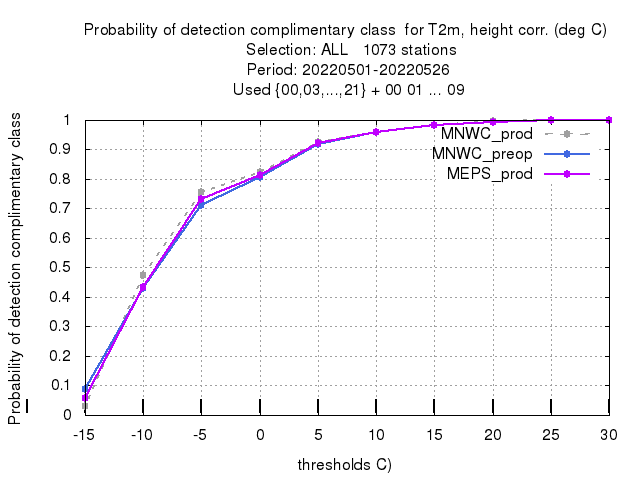 Probability of detection complimentary class  for T2m, height corr. (deg C)
Selection: ALL   1073 stations
Period: 20220501-20220526
Used {00,03,...,21} + 00 01 ... 09
Probability of detection complimentary class
1
0.9
0.8
0.7
0.6
0.5
0.4
0.3
0.2
0.1
0
MNWC_prod
MNWC_preop
MEPS_prod
-15 -10 -5 0 5 10 15 20 25 30
thresholds C)